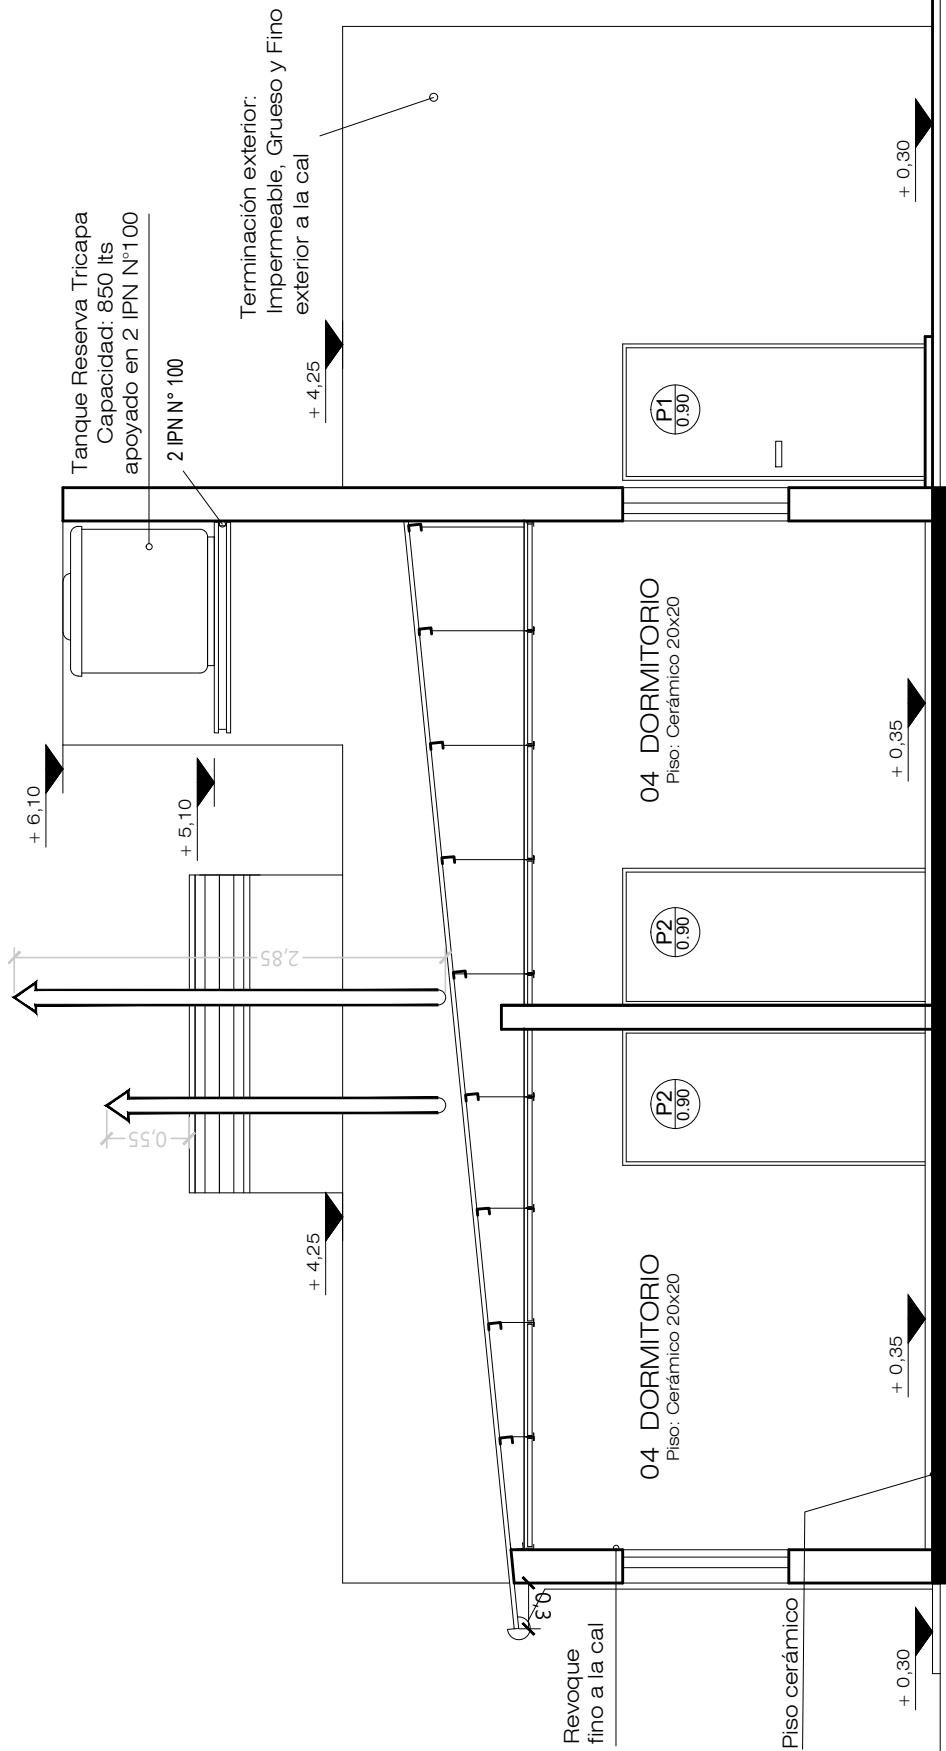 Tanque Reserva Tricapa
Capacidad: 850 lts
apoyado en 2 IPN N°100
2 IPN N° 100
Terminación exterior:
Impermeable, Grueso y Fino
exterior a la cal
+ 6,10
+ 5,10
+ 4,25
+ 4,25
2,85
0,55
04 DORMITORIO
Piso: Cerámico 20x20
+ 0,35
P2
0.90
P2
0.90
04 DORMITORIO
Piso: Cerámico 20x20
+ 0,35
P1
0.90
+ 0,30
0,3
Revoque
fino a la cal
Piso cerámico
+ 0,30